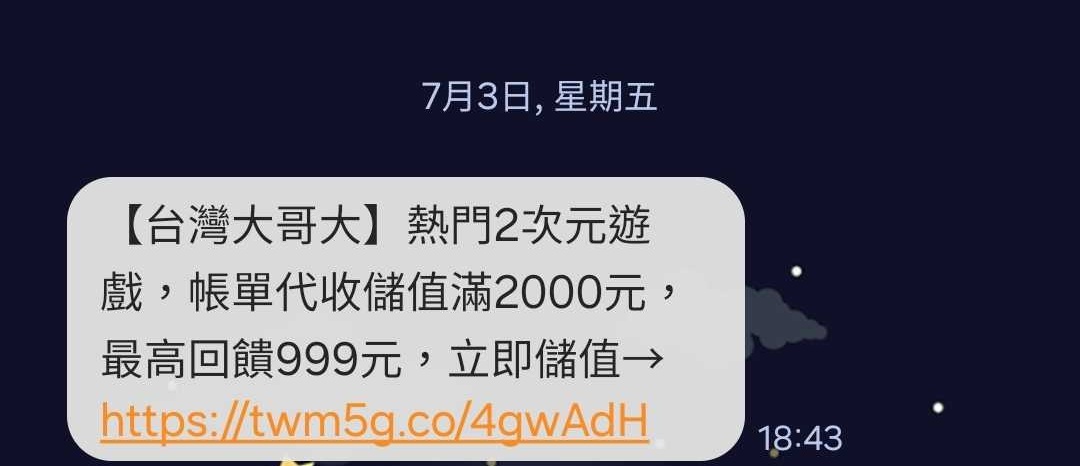 7月3日, 星期五
【台灣大哥大】熱門2次元遊
戲，帳單代收儲值滿2000元，
最高回饋999元，立即儲值→
https://twm5g.co/4gwAdH
18:43